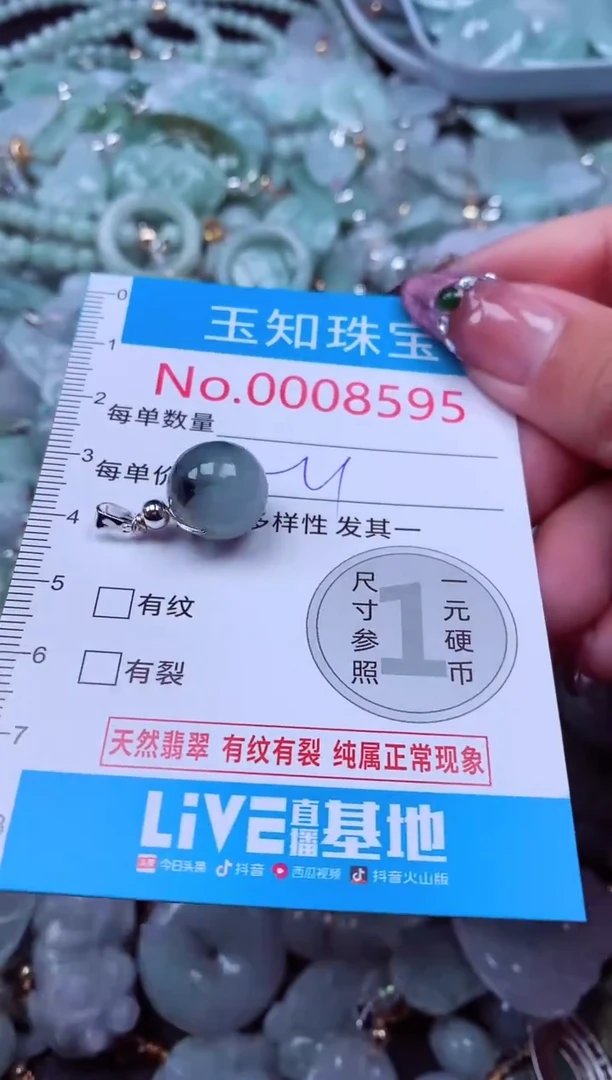 0
1
2
3
4
5
6
7
玉知珠宝
No.0008595
每单数量
每单价
多样性 发其一
有纹
有裂
尺寸参照
1
一元硬币
天然翡翠 有纹有裂 纯属正常现象
LiVE直播基地
头条 今日头条 抖音 西瓜视频 抖音火山版